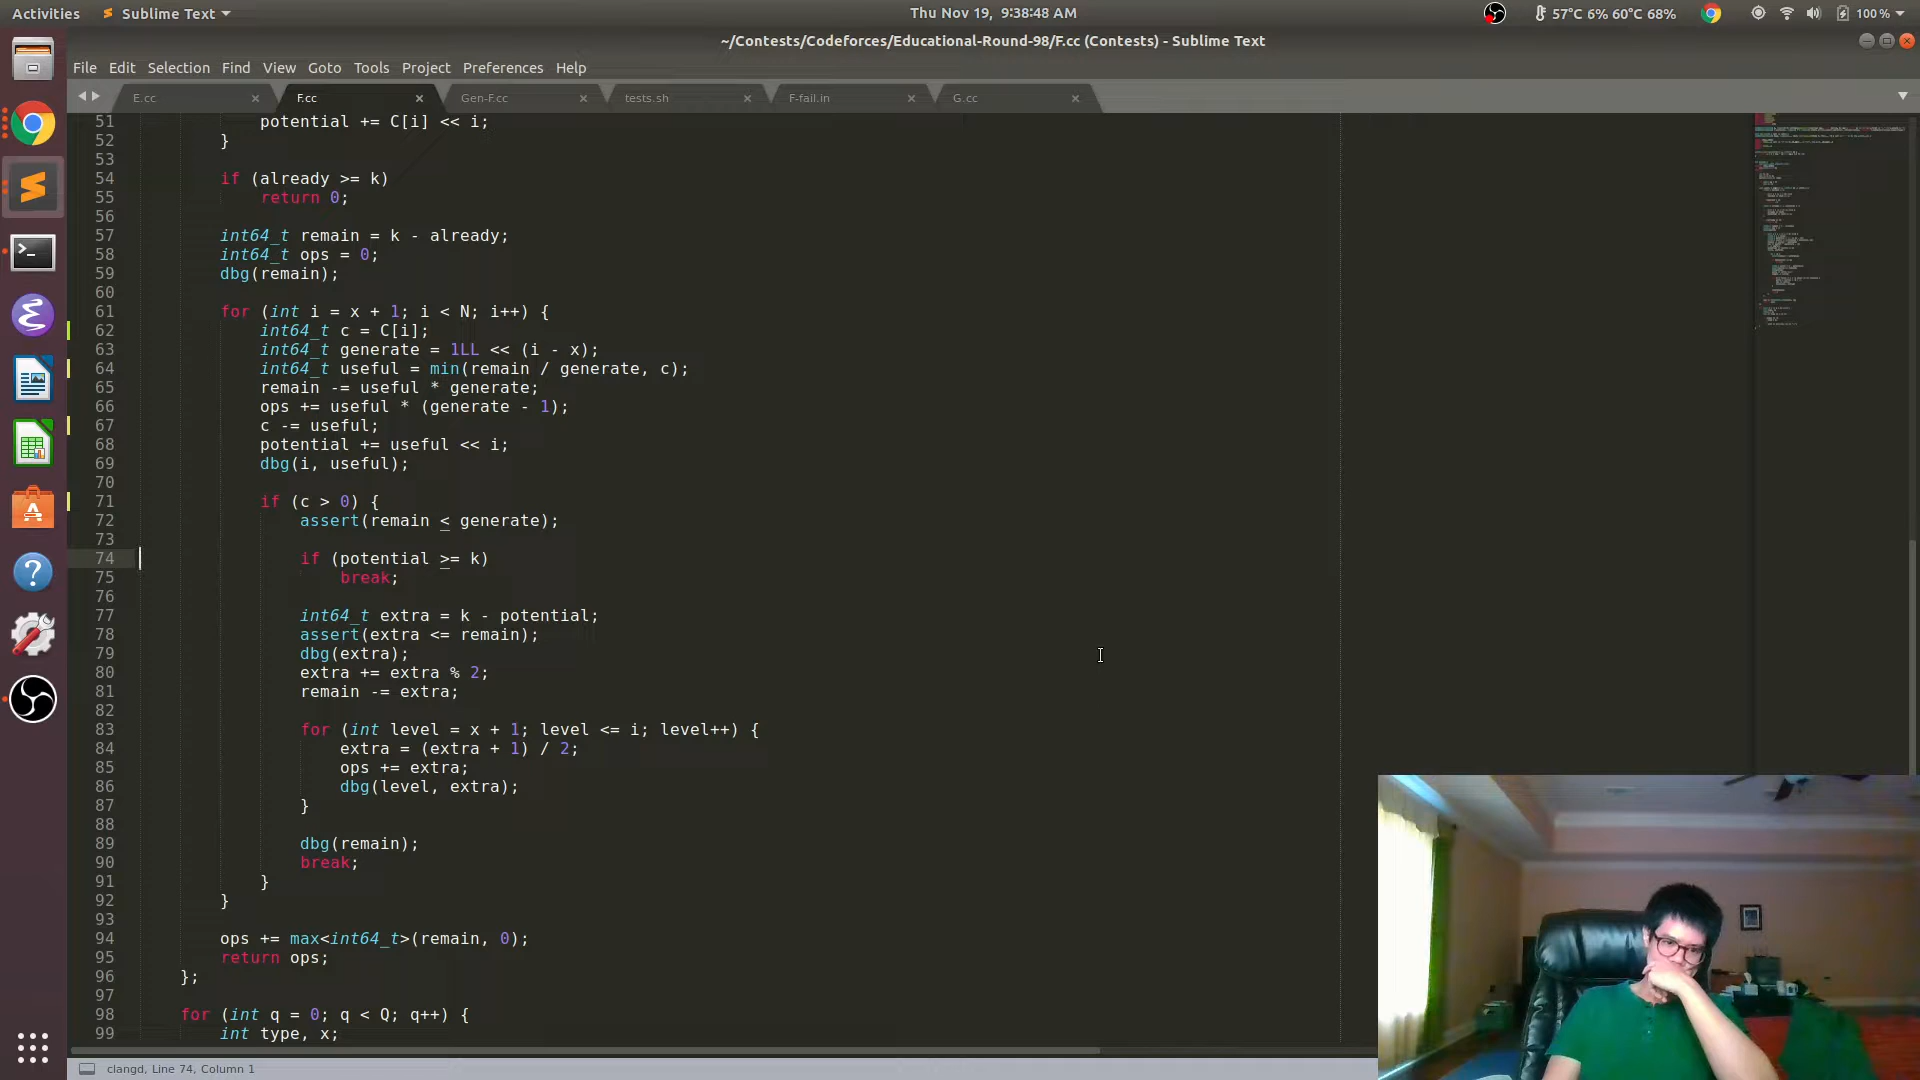 Activities
Sublime Text
Thu Nov 19, 9:38:48 AM
57°C 6% 60°C 68%
100 %
~/Contests/Codeforces/Educational-Round-98/F.cc (Contests) - Sublime Text
File Edit Selection Find View Goto Tools Project Preferences Help
E.cc F.cc Gen-F.cc tests.sh F-fail.in G.cc
51 potential += C[i] << i;
52 }
53
54 if (already >= k)
55 return 0;
56
57 int64_t remain = k - already;
58 int64_t ops = 0;
59 dbg(remain);
60
61 for (int i = x + 1; i < N; i++) {
62 int64_t c = C[i];
63 int64_t generate = 1LL << (i - x);
64 int64_t useful = min(remain / generate, c);
65 remain -= useful * generate;
66 ops += useful * (generate - 1);
67 c -= useful;
68 potential += useful << i;
69 dbg(i, useful);
70
71 if (c > 0) {
72 assert(remain < generate);
73
74 if (potential >= k)
75 break;
76
77 int64_t extra = k - potential;
78 assert(extra <= remain);
79 dbg(extra);
80 extra += extra % 2;
81 remain -= extra;
82
83 for (int level = x + 1; level <= i; level++) {
84 extra = (extra + 1) / 2;
85 ops += extra;
86 dbg(level, extra);
87 }
88
89 dbg(remain);
90 break;
91 }
92 }
93
94 ops += max<int64_t>(remain, 0);
95 return ops;
96 };
97
98 for (int q = 0; q < Q; q++) {
99 int type, x;
clangd, Line 74, Column 1